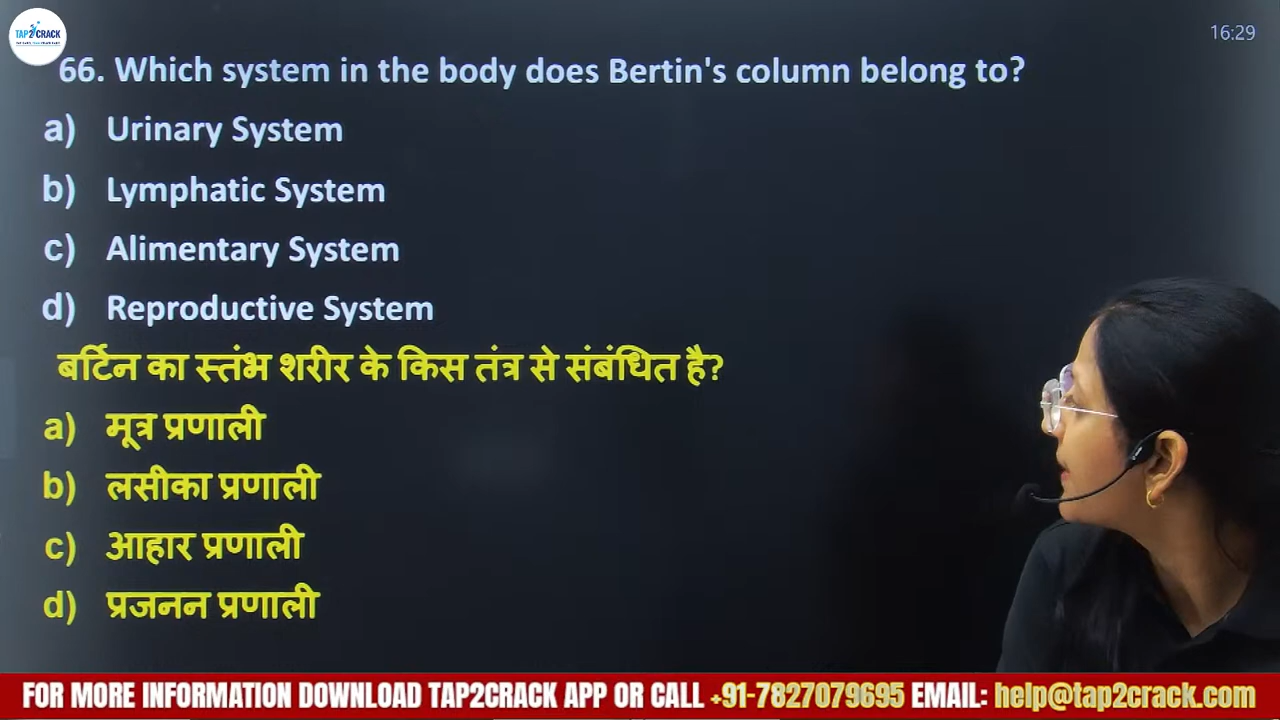 TAP2CRACK
16:29
66. Which system in the body does Bertin's column belong to?
a) Urinary System
b) Lymphatic System
c) Alimentary System
d) Reproductive System
बर्टिन का स्तंभ शरीर के किस तंत्र से संबंधित है?
a) मूत्र प्रणाली
b) लसीका प्रणाली
c) आहार प्रणाली
d) प्रजनन प्रणाली
FOR MORE INFORMATION DOWNLOAD TAP2CRACK APP OR CALL +91-7827079695 EMAIL: help@tap2crack.com